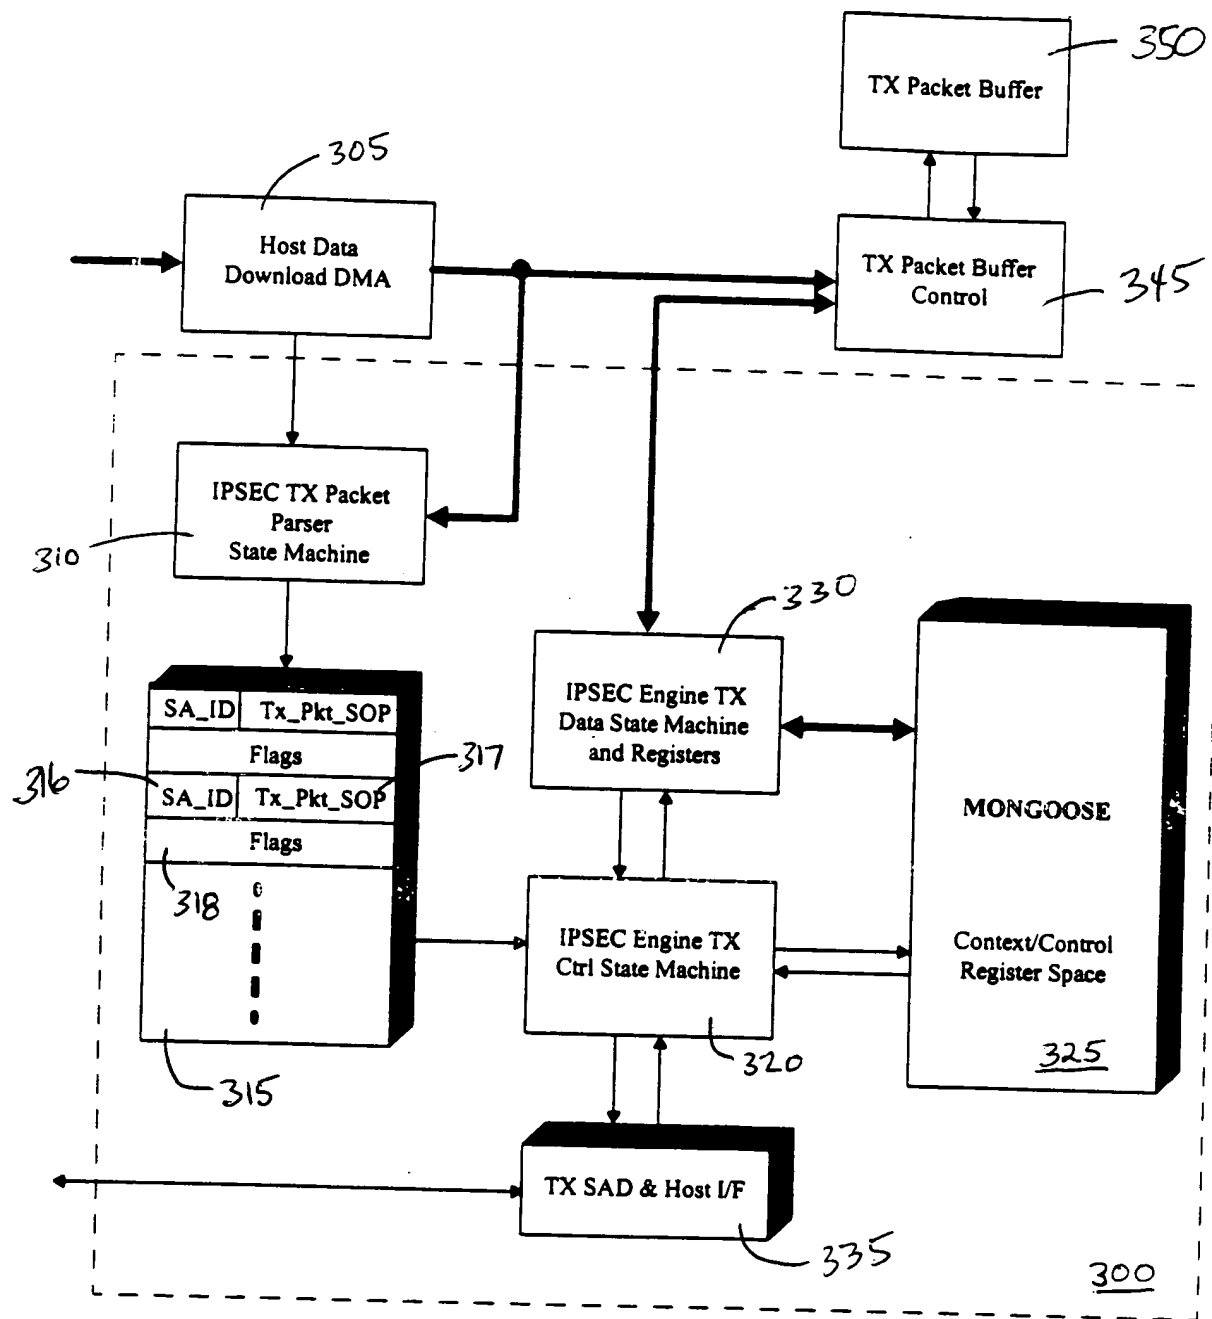 350
TX Packet Buffer
305
Host Data
Download DMA
TX Packet Buffer
Control
345
IPSEC TX Packet
Parser
State Machine
310
330
SA_ID
Tx_Pkt_SOP
Flags
317
316
SA_ID
Tx_Pkt_SOP
Flags
318
315
IPSEC Engine TX
Data State Machine
and Registers
MONGOOSE
Context/Control
Register Space
325
IPSEC Engine TX
Ctrl State Machine
320
TX SAD & Host I/F
335
300